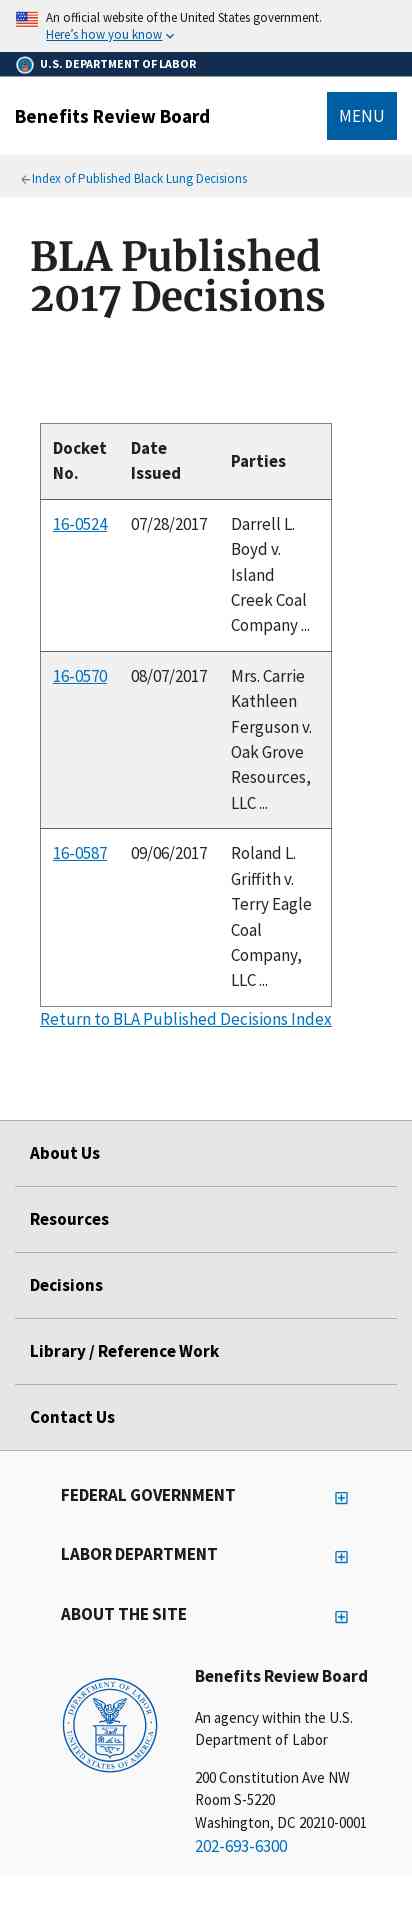 An official website of the United States government.
Here's how you know
U.S. DEPARTMENT OF LABOR
Benefits Review Board
MENU
Index of Published Black Lung Decisions
BLA Published
2017 Decisions
Docket
No.
Date
Issued
Parties
16-0524
07/28/2017
Darrell L.
Boyd v.
Island
Creek Coal
Company ...
16-0570
08/07/2017
Mrs. Carrie
Kathleen
Ferguson v.
Oak Grove
Resources,
LLC ...
16-0587
09/06/2017
Roland L.
Griffith v.
Terry Eagle
Coal
Company,
LLC ...
Return to BLA Published Decisions Index
About Us
Resources
Decisions
Library / Reference Work
Contact Us
FEDERAL GOVERNMENT
LABOR DEPARTMENT
ABOUT THE SITE
DEPARTMENT OF LABOR
UNITED STATES OF AMERICA
Benefits Review Board
An agency within the U.S.
Department of Labor
200 Constitution Ave NW
Room S-5220
Washington, DC 20210-0001
202-693-6300